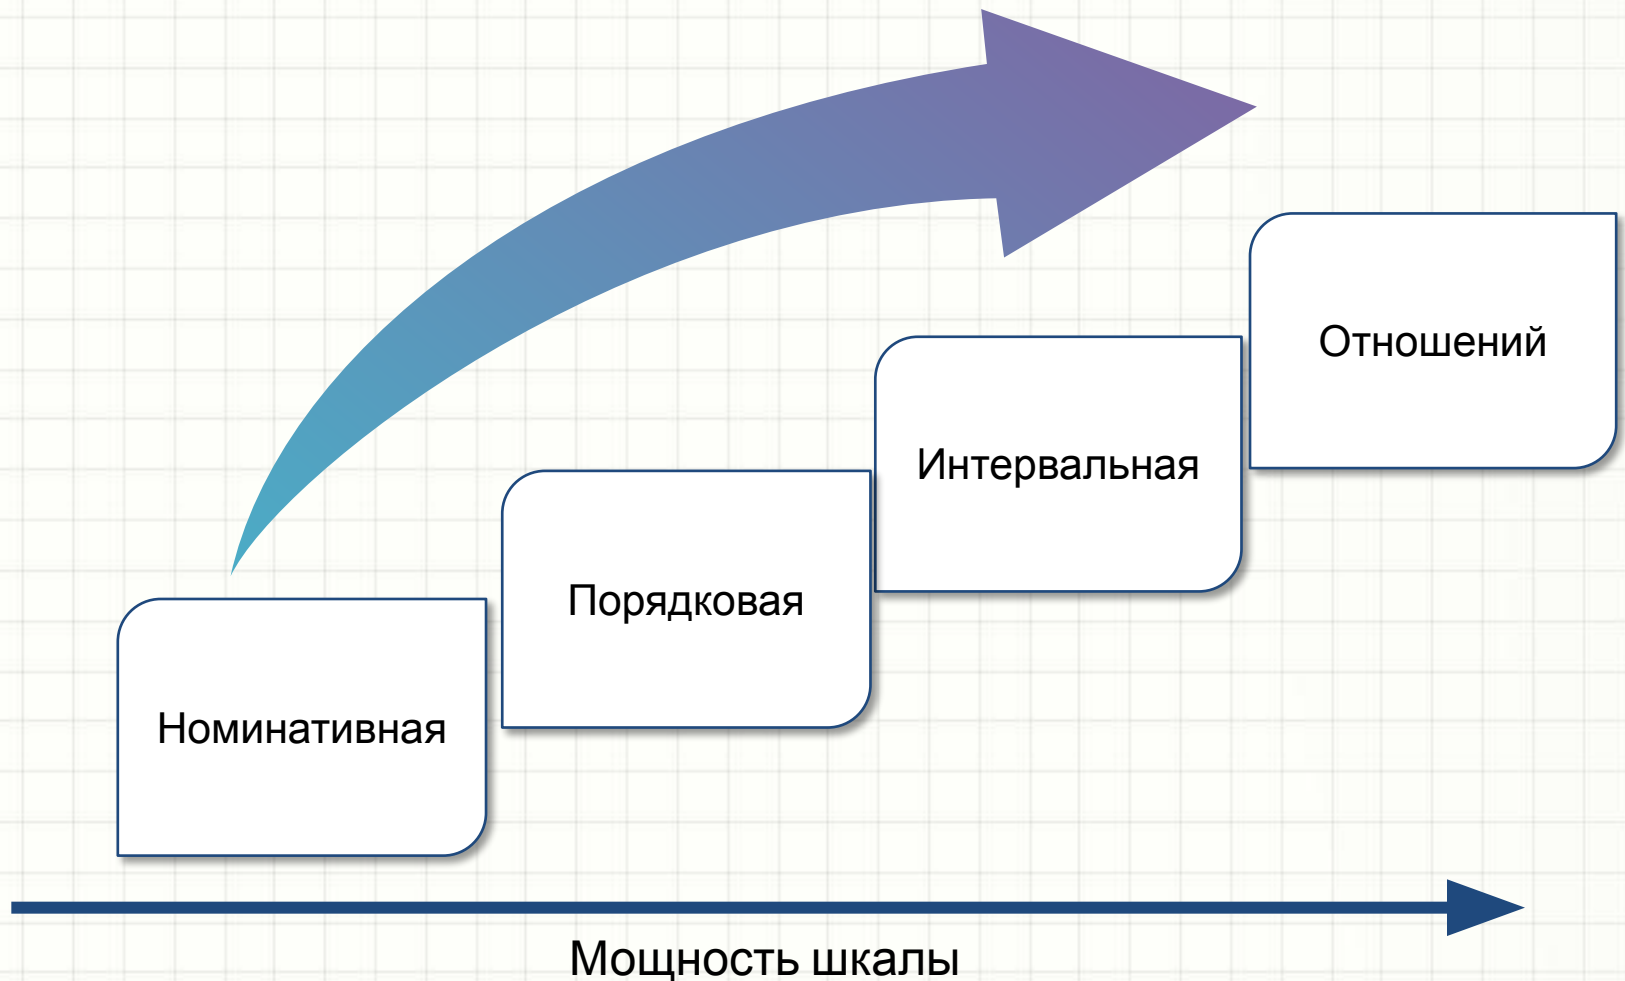 Номинативная
Порядковая
Интервальная
Отношений
Мощность шкалы